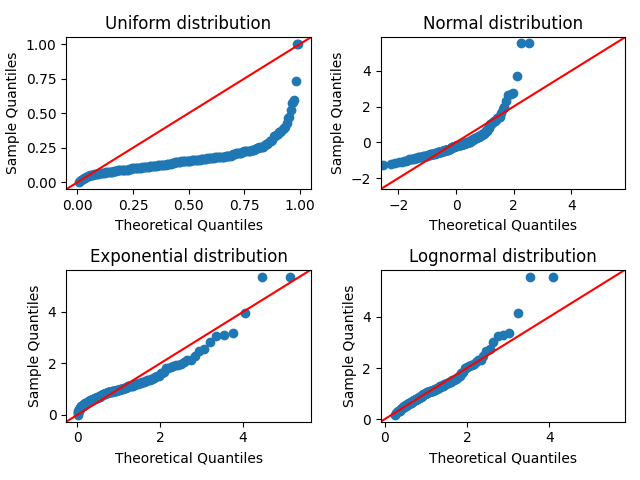 Uniform distribution
1.00
0.75
0.50
0.25
0.00
Sample Quantiles
0.00 0.25 0.50 0.75 1.00
Theoretical Quantiles
Normal distribution
4
2
0
−2
Sample Quantiles
−2 0 2 4
Theoretical Quantiles
Exponential distribution
4
2
0
Sample Quantiles
0 2 4
Theoretical Quantiles
Lognormal distribution
4
2
0
Sample Quantiles
0 2 4
Theoretical Quantiles